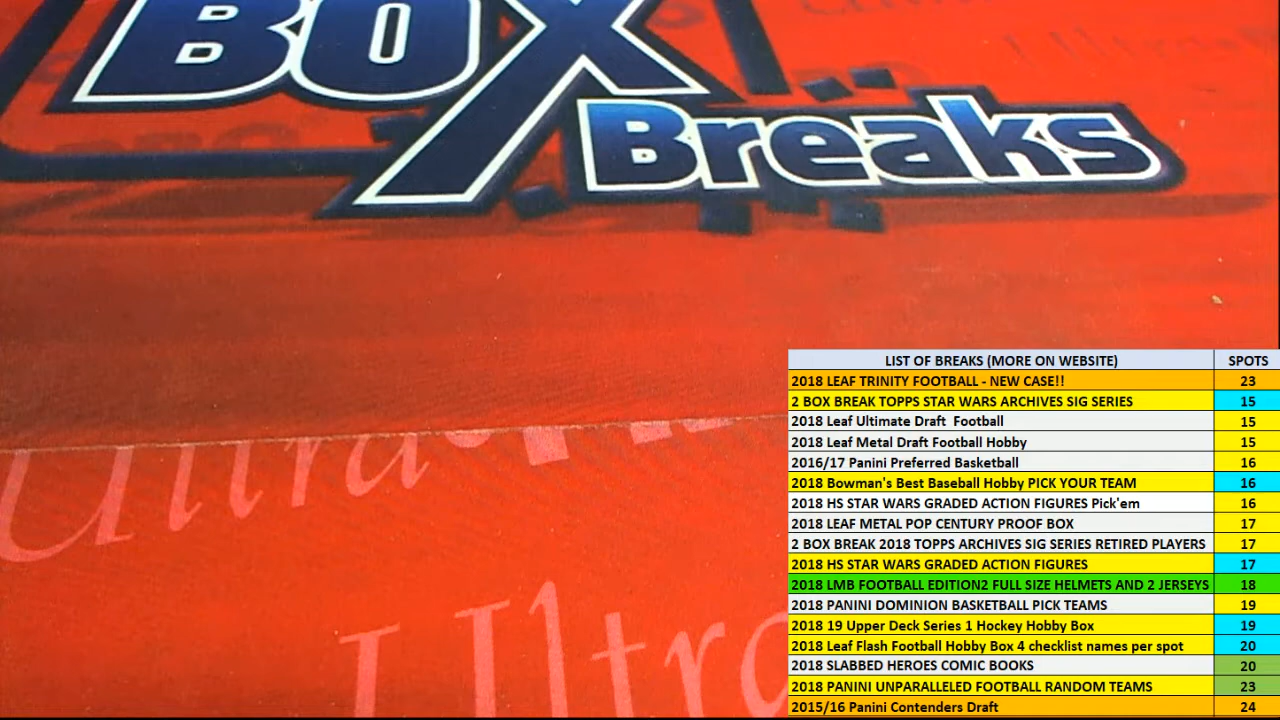 BOX
Breaks
Ultra
Ultra
LIST OF BREAKS (MORE ON WEBSITE) SPOTS
2018 LEAF TRINITY FOOTBALL - NEW CASE!! 23
2 BOX BREAK TOPPS STAR WARS ARCHIVES SIG SERIES 15
2018 Leaf Ultimate Draft  Football 15
2018 Leaf Metal Draft Football Hobby 15
2016/17 Panini Preferred Basketball 16
2018 Bowman's Best Baseball Hobby PICK YOUR TEAM 16
2018 HS STAR WARS GRADED ACTION FIGURES Pick'em 16
2018 LEAF METAL POP CENTURY PROOF BOX 17
2 BOX BREAK 2018 TOPPS ARCHIVES SIG SERIES RETIRED PLAYERS 17
2018 HS STAR WARS GRADED ACTION FIGURES 17
2018 LMB FOOTBALL EDITION2 FULL SIZE HELMETS AND 2 JERSEYS 18
2018 PANINI DOMINION BASKETBALL PICK TEAMS 19
2018 19 Upper Deck Series 1 Hockey Hobby Box 19
2018 Leaf Flash Football Hobby Box 4 checklist names per spot 20
2018 SLABBED HEROES COMIC BOOKS 20
2018 PANINI UNPARALLELED FOOTBALL RANDOM TEAMS 23
2015/16 Panini Contenders Draft 24